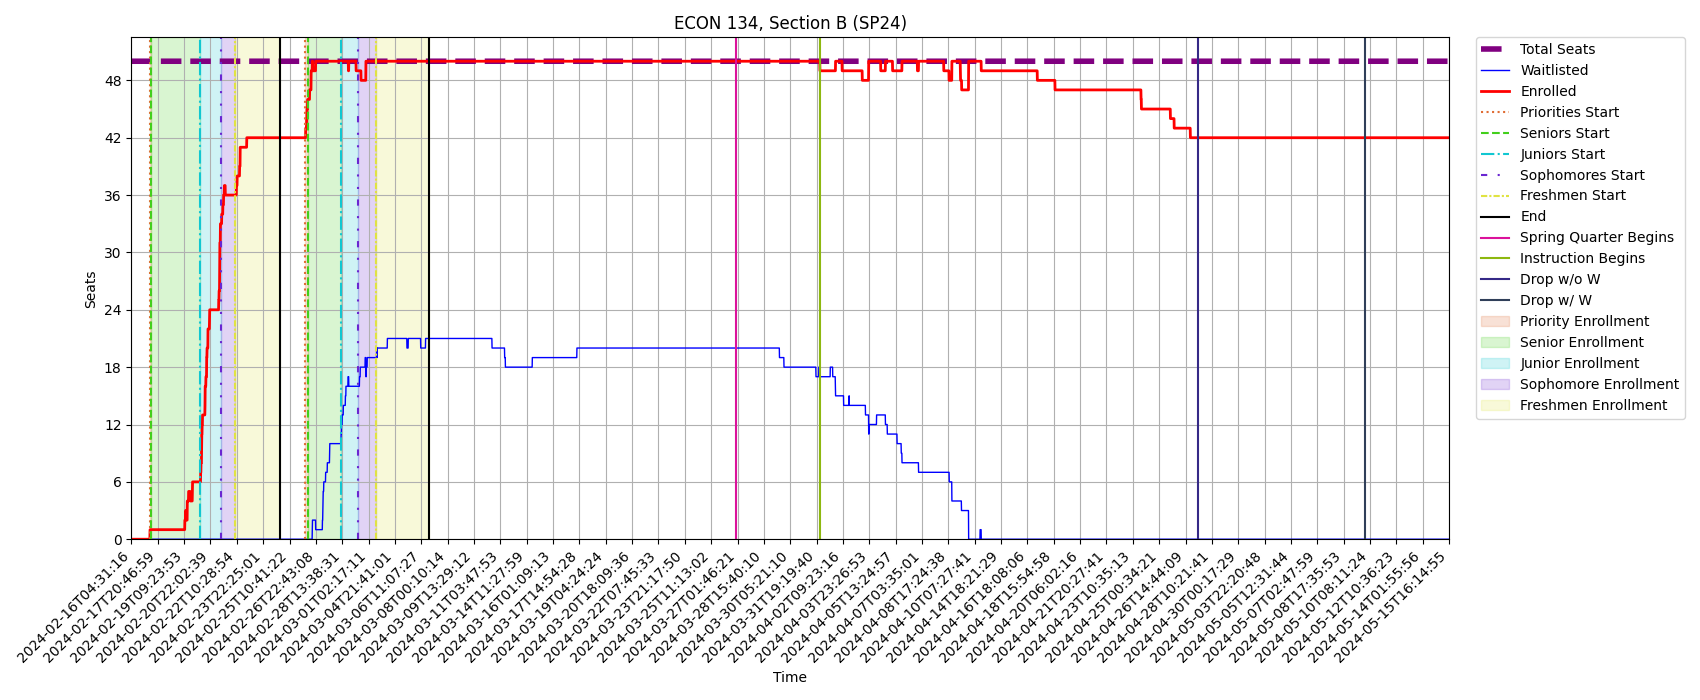 ECON 134, Section B (SP24)
Seats
48
42
36
30
24
18
12
6
0
2024-02-16T04:31:16
2024-02-17T20:46:59
2024-02-19T09:23:53
2024-02-20T22:02:39
2024-02-22T10:28:54
2024-02-23T22:25:01
2024-02-25T10:41:22
2024-02-26T22:43:08
2024-02-28T13:38:31
2024-03-01T02:17:11
2024-03-04T21:41:01
2024-03-06T11:07:27
2024-03-08T00:10:14
2024-03-09T13:29:12
2024-03-11T03:47:53
2024-03-14T11:27:59
2024-03-16T01:09:13
2024-03-17T14:54:28
2024-03-19T04:24:24
2024-03-20T18:09:36
2024-03-22T07:45:33
2024-03-23T21:17:50
2024-03-25T11:13:02
2024-03-27T01:46:21
2024-03-28T15:40:10
2024-03-30T05:21:10
2024-03-31T19:19:40
2024-04-02T09:23:16
2024-04-03T23:26:53
2024-04-05T13:24:57
2024-04-07T03:35:01
2024-04-08T17:24:38
2024-04-10T07:27:41
2024-04-14T18:21:29
2024-04-16T18:08:06
2024-04-18T15:54:58
2024-04-20T06:02:16
2024-04-21T20:27:41
2024-04-23T10:35:13
2024-04-25T00:34:21
2024-04-26T14:44:09
2024-04-28T10:21:41
2024-04-30T00:17:29
2024-05-03T22:20:48
2024-05-05T12:31:44
2024-05-07T02:47:59
2024-05-08T17:35:53
2024-05-10T08:11:24
2024-05-12T10:36:23
2024-05-14T01:55:56
2024-05-15T16:14:55
Time
Total Seats
Waitlisted
Enrolled
Priorities Start
Seniors Start
Juniors Start
Sophomores Start
Freshmen Start
End
Spring Quarter Begins
Instruction Begins
Drop w/o W
Drop w/ W
Priority Enrollment
Senior Enrollment
Junior Enrollment
Sophomore Enrollment
Freshmen Enrollment